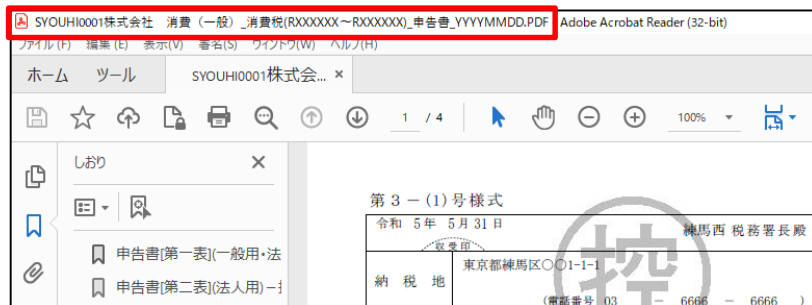 SYOUHI0001株式会社　消費（一般）_消費税(RXXXXXX～RXXXXXX)_申告書_YYYYMMDD.PDF - Adobe Acrobat Reader (32-bit)
ファイル(F) 編集(E) 表示(V) 署名(S) ウィンドウ(W) ヘルプ(H)
ホーム ツール SYOUHI0001株式会... ×
1 / 4 100%
しおり ×
第３－(1)号様式
令和 5年 5月31日
収受印
練馬西 税務署長殿
申告書[第一表](一般用・法
納 税 地 東京都練馬区〇〇1-1-1
申告書[第二表](法人用)－
(電話番号 03 － 6666 － 6666 )
控